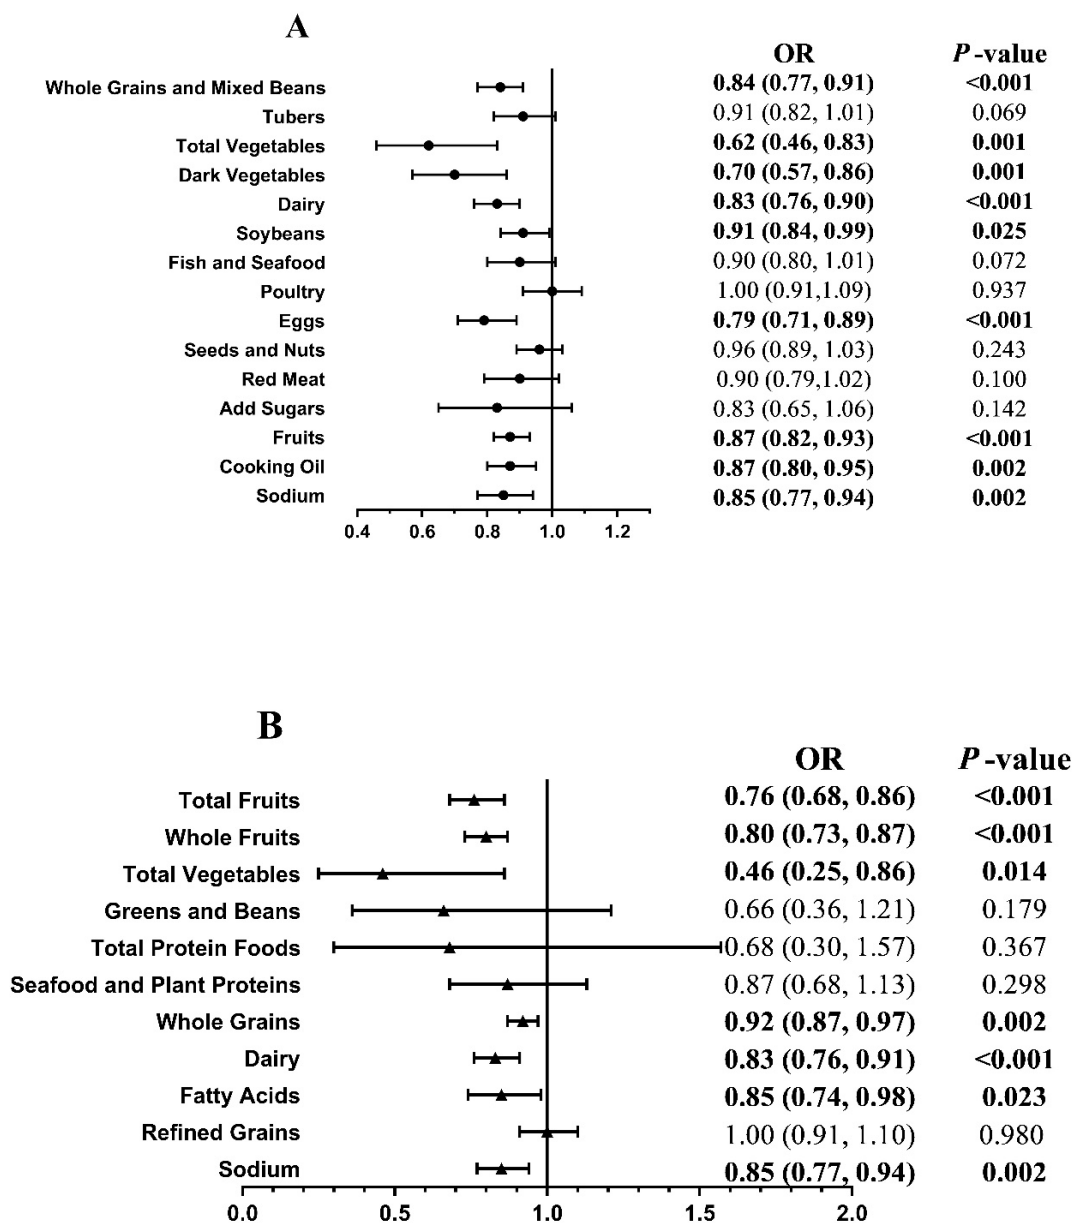 A
OR P-value
Whole Grains and Mixed Beans 0.84 (0.77, 0.91) <0.001
Tubers 0.91 (0.82, 1.01) 0.069
Total Vegetables 0.62 (0.46, 0.83) 0.001
Dark Vegetables 0.70 (0.57, 0.86) 0.001
Dairy 0.83 (0.76, 0.90) <0.001
Soybeans 0.91 (0.84, 0.99) 0.025
Fish and Seafood 0.90 (0.80, 1.01) 0.072
Poultry 1.00 (0.91,1.09) 0.937
Eggs 0.79 (0.71, 0.89) <0.001
Seeds and Nuts 0.96 (0.89, 1.03) 0.243
Red Meat 0.90 (0.79,1.02) 0.100
Add Sugars 0.83 (0.65, 1.06) 0.142
Fruits 0.87 (0.82, 0.93) <0.001
Cooking Oil 0.87 (0.80, 0.95) 0.002
Sodium 0.85 (0.77, 0.94) 0.002
0.4 0.6 0.8 1.0 1.2
B
OR P-value
Total Fruits 0.76 (0.68, 0.86) <0.001
Whole Fruits 0.80 (0.73, 0.87) <0.001
Total Vegetables 0.46 (0.25, 0.86) 0.014
Greens and Beans 0.66 (0.36, 1.21) 0.179
Total Protein Foods 0.68 (0.30, 1.57) 0.367
Seafood and Plant Proteins 0.87 (0.68, 1.13) 0.298
Whole Grains 0.92 (0.87, 0.97) 0.002
Dairy 0.83 (0.76, 0.91) <0.001
Fatty Acids 0.85 (0.74, 0.98) 0.023
Refined Grains 1.00 (0.91, 1.10) 0.980
Sodium 0.85 (0.77, 0.94) 0.002
0.0 0.5 1.0 1.5 2.0